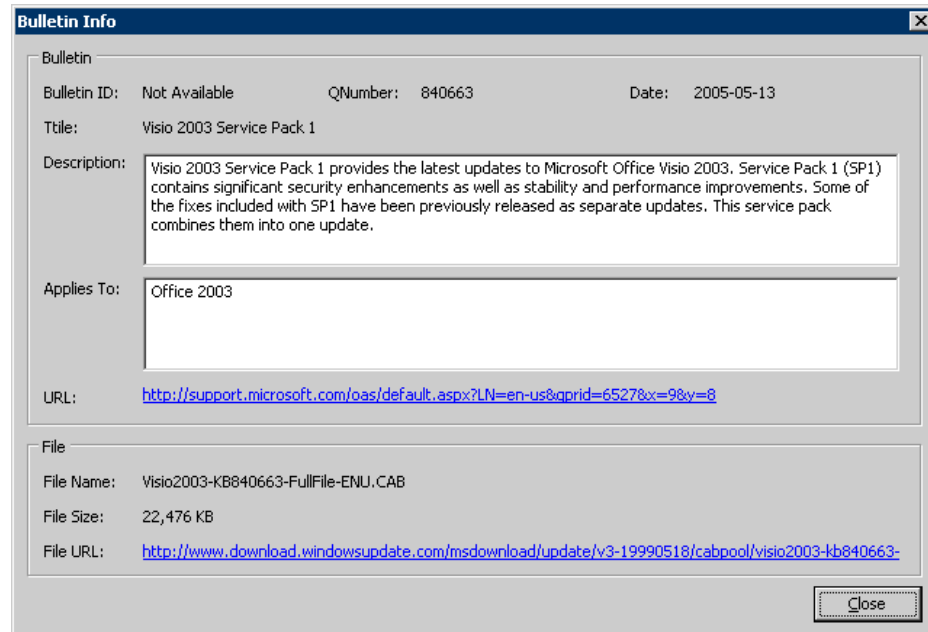 Bulletin Info
Bulletin
Bulletin ID: Not Available QNumber: 840663 Date: 2005-05-13
Ttile: Visio 2003 Service Pack 1
Description: Visio 2003 Service Pack 1 provides the latest updates to Microsoft Office Visio 2003. Service Pack 1 (SP1)
contains significant security enhancements as well as stability and performance improvements. Some of
the fixes included with SP1 have been previously released as separate updates. This service pack
combines them into one update.
Applies To: Office 2003
URL: http://support.microsoft.com/oas/default.aspx?LN=en-us&gprid=6527&x=9&y=8
File
File Name: Visio2003-KB840663-FullFile-ENU.CAB
File Size: 22,476 KB
File URL: http://www.download.windowsupdate.com/msdownload/update/v3-19990518/cabpool/visio2003-kb840663-
Close